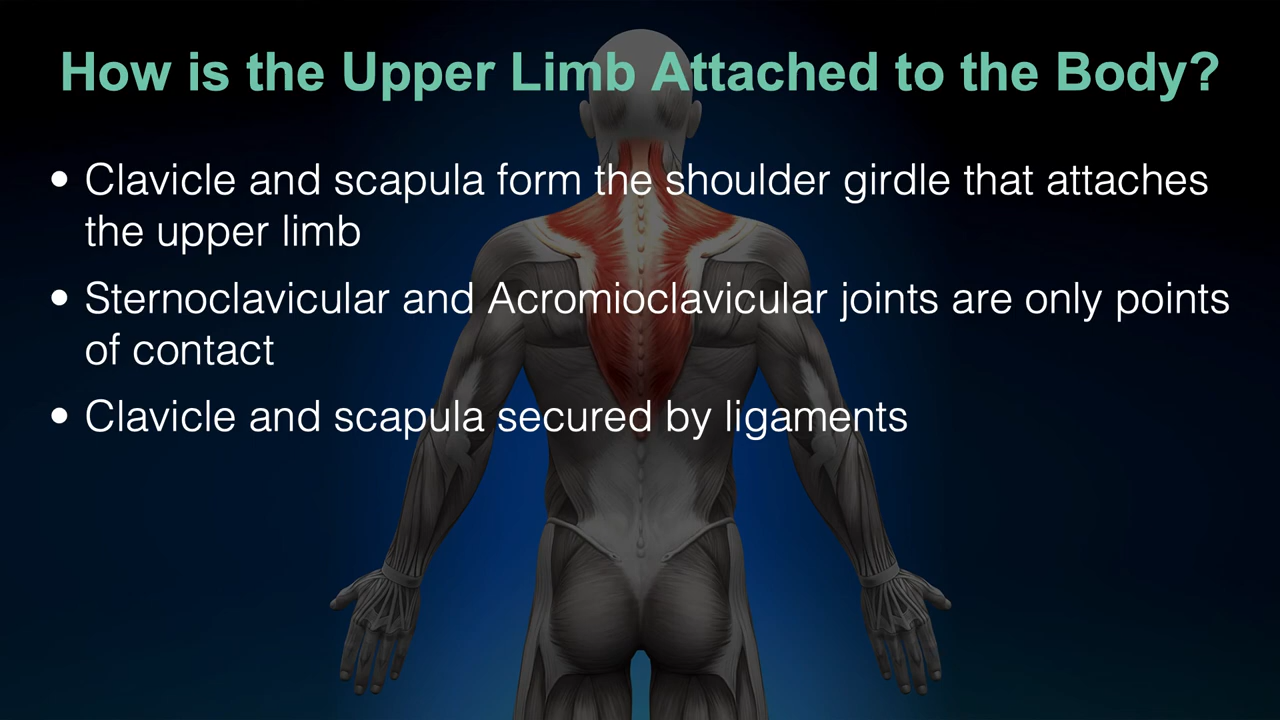 How is the Upper Limb Attached to the Body?
• Clavicle and scapula form the shoulder girdle that attaches
the upper limb
• Sternoclavicular and Acromioclavicular joints are only points
of contact
• Clavicle and scapula secured by ligaments